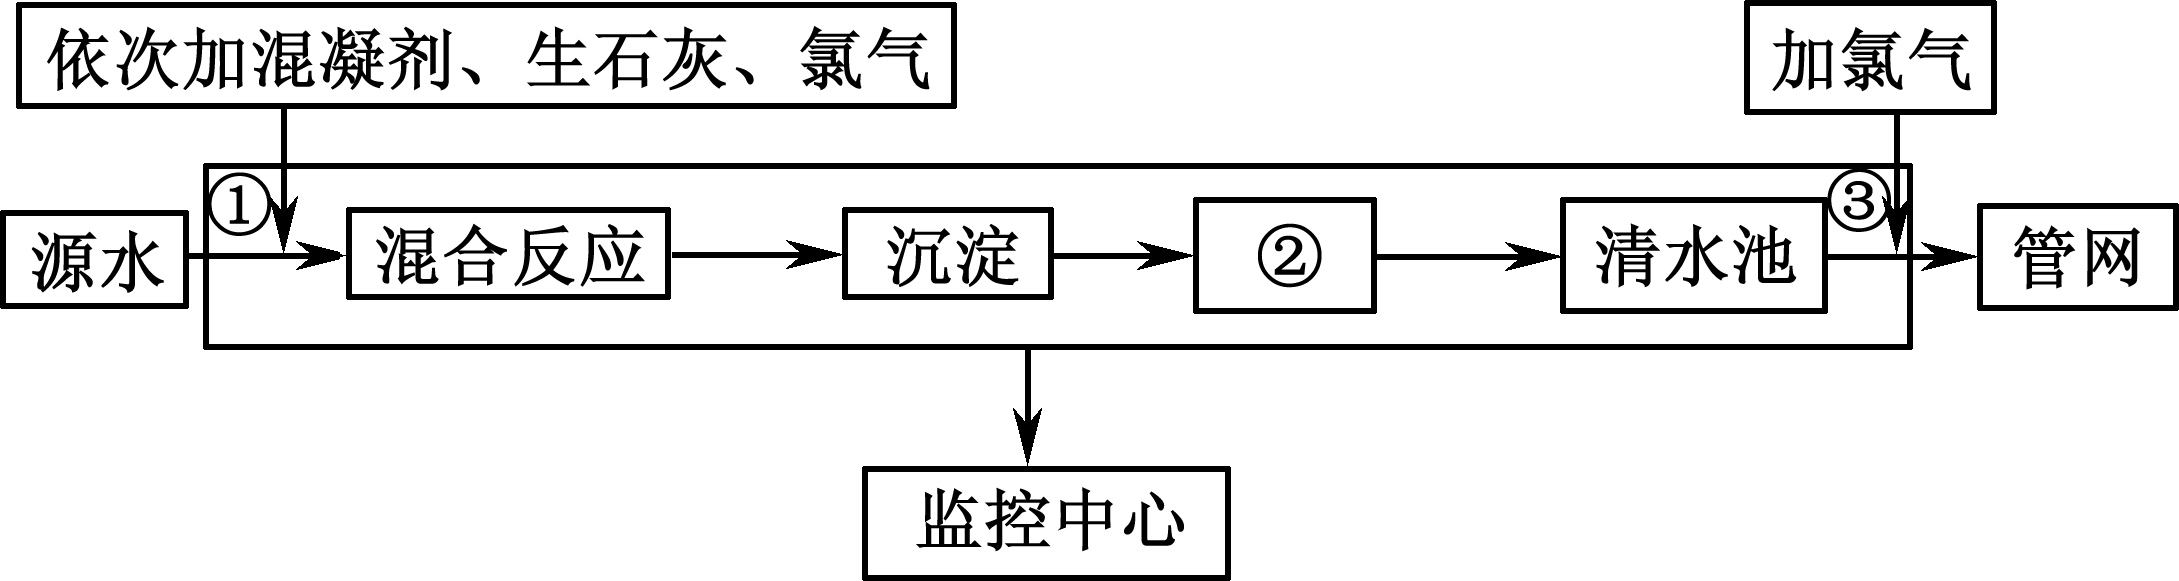 依次加混凝剂、生石灰、氯气
加氯气
①
③
源水
混合反应
沉淀
②
清水池
管网
监控中心